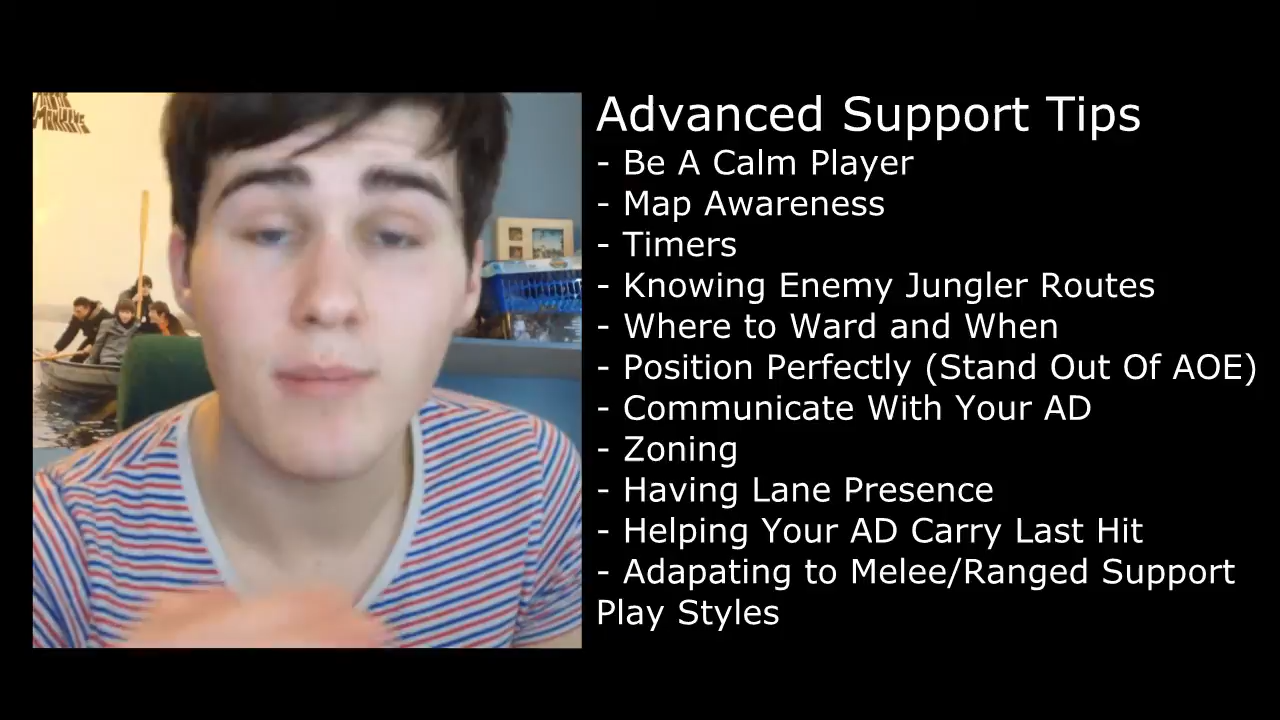 ARCTIC
MONKEYS
Advanced Support Tips
- Be A Calm Player
- Map Awareness
- Timers
- Knowing Enemy Jungler Routes
- Where to Ward and When
- Position Perfectly (Stand Out Of AOE)
- Communicate With Your AD
- Zoning
- Having Lane Presence
- Helping Your AD Carry Last Hit
- Adapating to Melee/Ranged Support
Play Styles